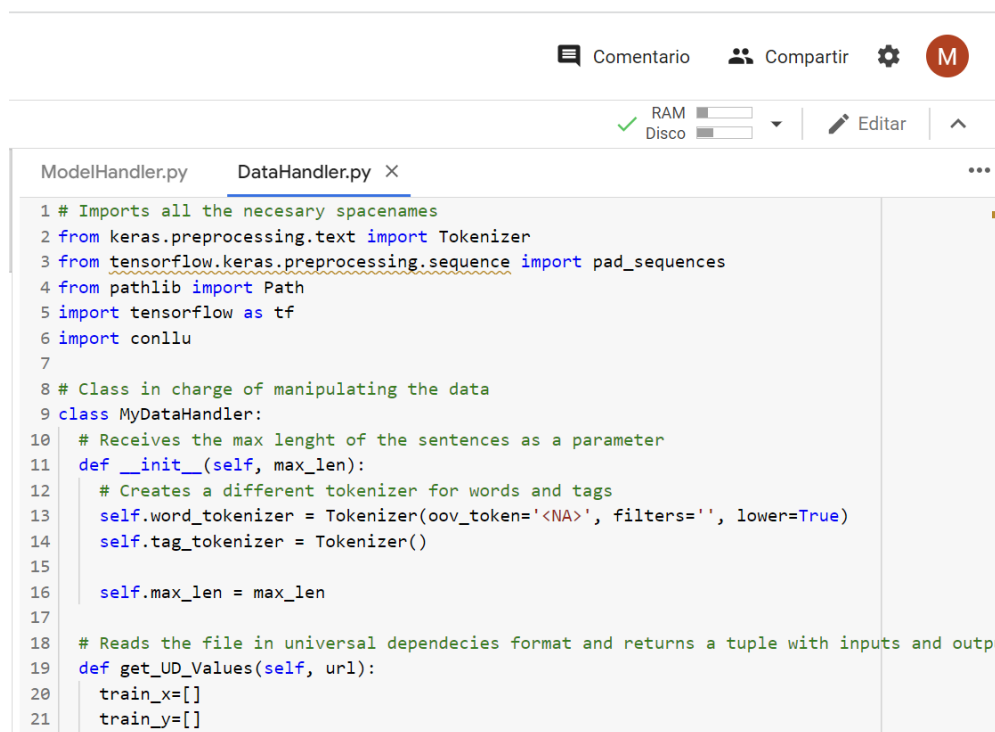 Comentario Compartir M
RAM
Disco
Editar
ModelHandler.py DataHandler.py
1 # Imports all the necesary spacenames
2 from keras.preprocessing.text import Tokenizer
3 from tensorflow.keras.preprocessing.sequence import pad_sequences
4 from pathlib import Path
5 import tensorflow as tf
6 import conllu
7
8 # Class in charge of manipulating the data
9 class MyDataHandler:
10 # Receives the max lenght of the sentences as a parameter
11 def __init__(self, max_len):
12 # Creates a different tokenizer for words and tags
13 self.word_tokenizer = Tokenizer(oov_token='<NA>', filters='', lower=True)
14 self.tag_tokenizer = Tokenizer()
15
16 self.max_len = max_len
17
18 # Reads the file in universal dependecies format and returns a tuple with inputs and outp
19 def get_UD_Values(self, url):
20 train_x=[]
21 train_y=[]